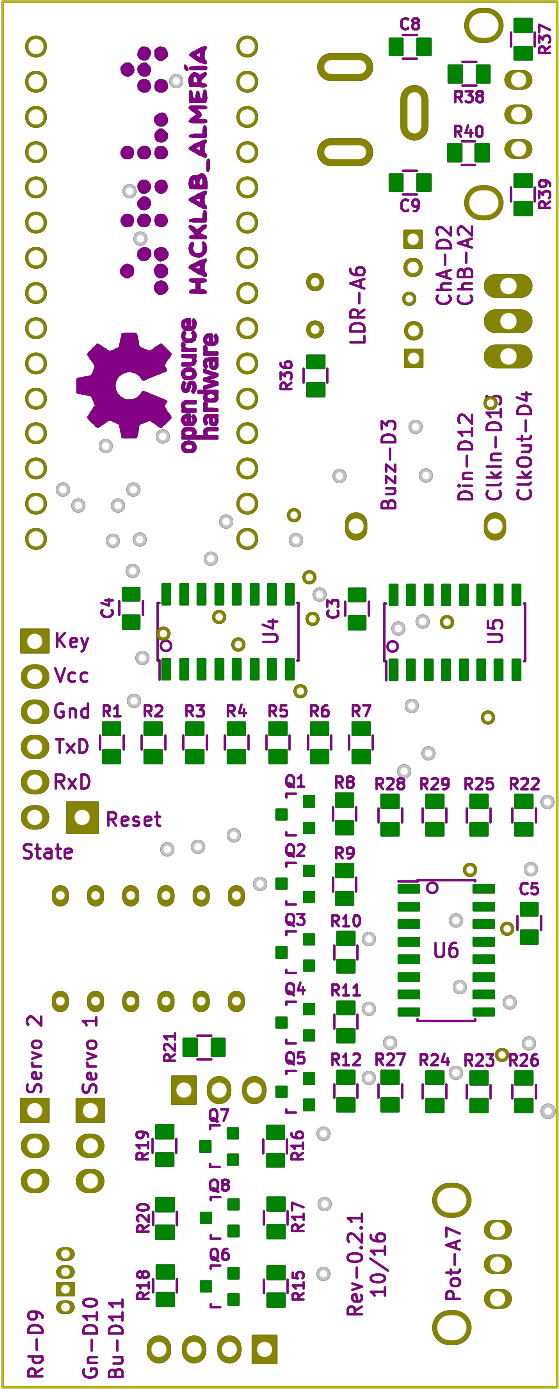 C8
R37
R38
R40
R39
C9
HACKLAB_ALMERÍA
ChA-D2
ChB-A2
LDR-A6
R36
open source
hardware
Buzz-D3
Din-D12
ClkIn-D13
ClkOut-D4
C4
U4
C3
U5
Key
Vcc
Gnd
TxD
RxD
Reset
State
R1
R2
R3
R4
R5
R6
R7
Q1
R8
R28
R29
R25
R22
Q2
R9
Q3
R10
U6
C5
Q4
R11
Q5
R12
R27
R24
R23
R26
Servo 2
Servo 1
R21
R19
Q7
R16
R20
Q8
R17
R18
Q6
R15
Rev-0.2.1
10/16
Pot-A7
Rd-D9
Gn-D10
Bu-D11